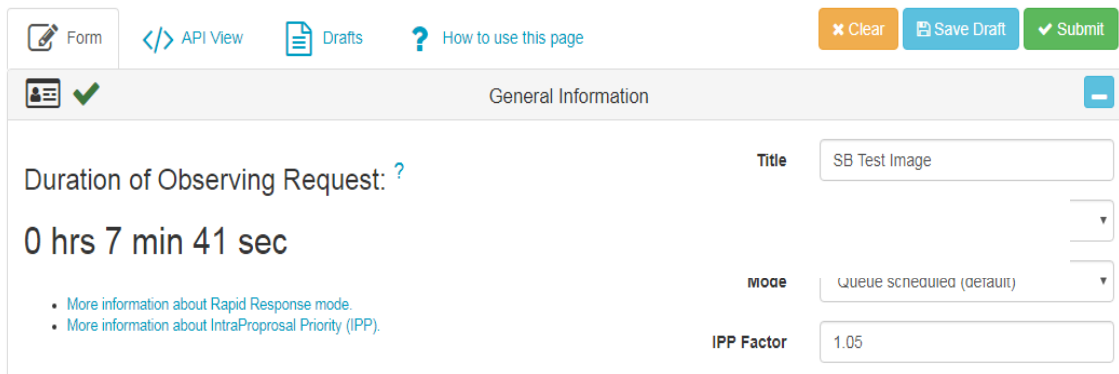 Form </> API View Drafts ? How to use this page Clear Save Draft Submit
General Information
Title SB Test Image
Duration of Observing Request: ?
0 hrs 7 min 41 sec
Mode Queue scheduled (default)
• More information about Rapid Response mode.
• More information about IntraProprosal Priority (IPP).
IPP Factor 1.05